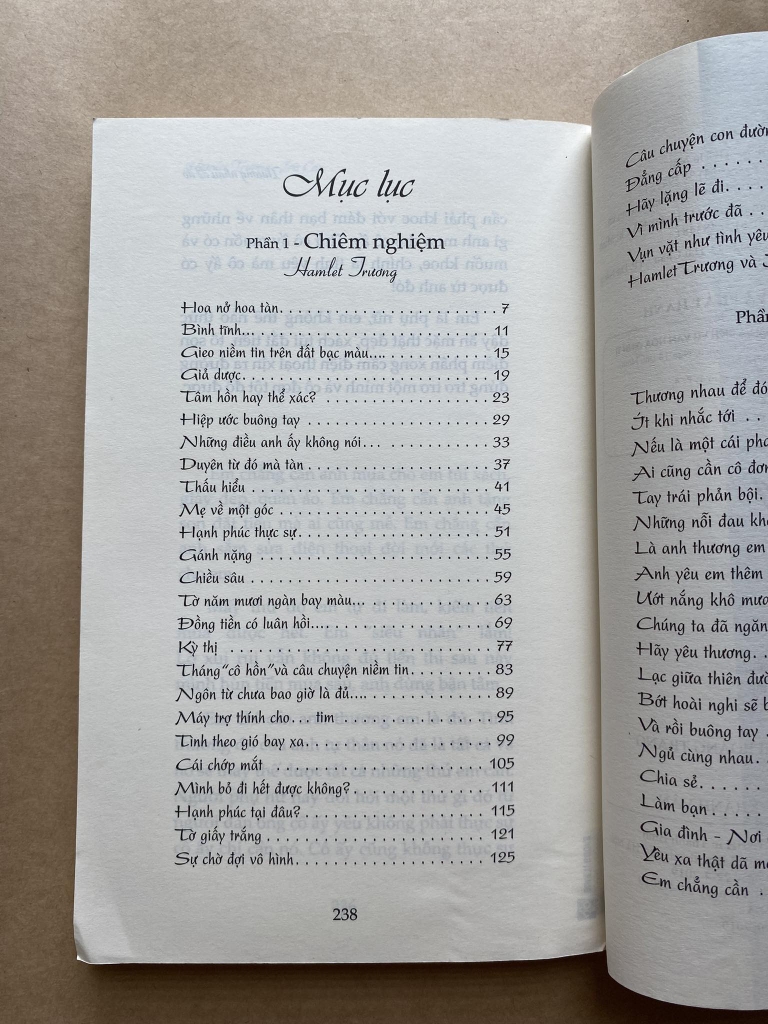 Mục lục
Phần 1 - Chiêm nghiệm
Hamlet Trương
Hoa nở hoa tàn. . . . . . . . . . . . . . . . . . . . . . . . . . 7
Bình tĩnh... . . . . . . . . . . . . . . . . . . . . . . . . . . . 11
Gieo niềm tin trên đất bạc màu.... . . . . . . . . . . . . 15
Giả dược. . . . . . . . . . . . . . . . . . . . . . . . . . . . . . 19
Tâm hồn hay thể xác? . . . . . . . . . . . . . . . . . . . . 23
Hiệp ước buông tay . . . . . . . . . . . . . . . . . . . . . . 29
Những điều anh ấy không nói... . . . . . . . . . . . . . 33
Duyên từ đó mà tàn . . . . . . . . . . . . . . . . . . . . . . 37
Thấu hiểu . . . . . . . . . . . . . . . . . . . . . . . . . . . . . 41
Mẹ về một góc . . . . . . . . . . . . . . . . . . . . . . . . . 45
Hạnh phúc thực sự. . . . . . . . . . . . . . . . . . . . . . . 51
Gánh nặng . . . . . . . . . . . . . . . . . . . . . . . . . . . . 55
Chiều sâu . . . . . . . . . . . . . . . . . . . . . . . . . . . . . 59
Tờ năm mươi ngàn bay màu... . . . . . . . . . . . . . . . 63
Đồng tiền có luân hồi.... . . . . . . . . . . . . . . . . . . . 69
Kỳ thị . . . . . . . . . . . . . . . . . . . . . . . . . . . . . . . . 77
Tháng "cô hồn" và câu chuyện niềm tin. . . . . . . . . 83
Ngôn từ chưa bao giờ là đủ.... . . . . . . . . . . . . . . . 89
Máy trợ thính cho... tim . . . . . . . . . . . . . . . . . . . 95
Tình theo gió bay xa. . . . . . . . . . . . . . . . . . . . . . 99
Cái chớp mắt . . . . . . . . . . . . . . . . . . . . . . . . . . 105
Mình bỏ đi hết được không? . . . . . . . . . . . . . . . . 111
Hạnh phúc tại đâu? . . . . . . . . . . . . . . . . . . . . . . 115
Tờ giấy trắng . . . . . . . . . . . . . . . . . . . . . . . . . . 121
Sự chờ đợi vô hình. . . . . . . . . . . . . . . . . . . . . . . 125
238
Câu chuyện con
Đẳng cấp . . . . . .
Hãy lặng lẽ đi. . . .
Vì mình trước đã . .
Vụn vặt như tình yêu
Hamlet Trương và
Phần
Thương nhau để đó
Ít khi nhắc tới . .
Nếu là một cái
Ai cũng cần cô
Tay trái phản bội.
Những nỗi đau
Là anh thương em
Anh yêu em thêm
Ướt nắng khô
Chúng ta đã
Hãy yêu thương. .
Lạc giữa thiên
Bớt hoài nghi sẽ
Và rồi buông tay .
Ngủ cùng nhau. .
Chia sẻ. . . . . . .
Làm bạn . . . . . .
Gia đình - Nơi
Yêu xa thật dã
Em chẳng cần .